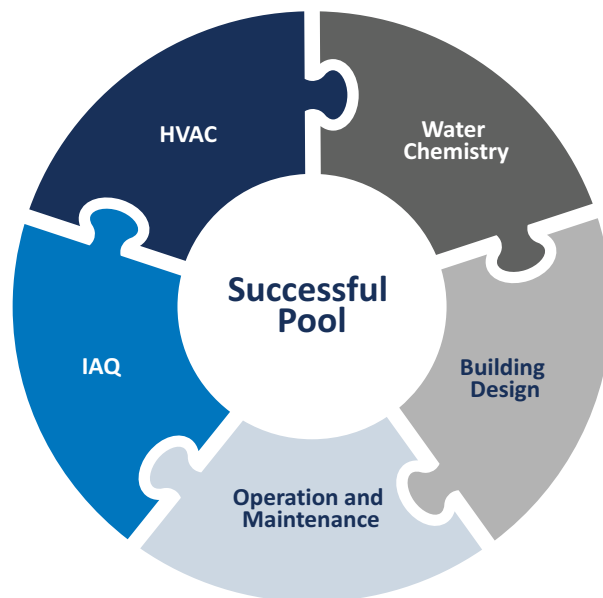 HVAC
Water
Chemistry
Successful
Pool
IAQ
Building
Design
Operation and
Maintenance